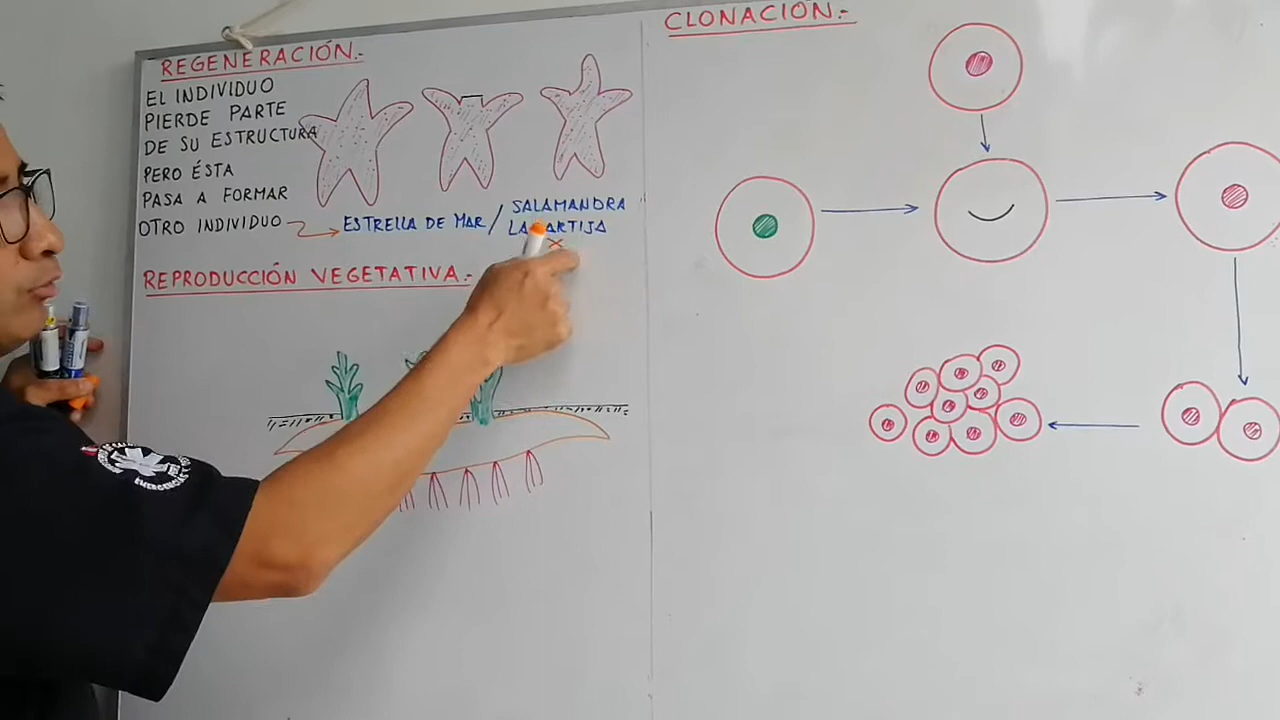 REGENERACIÓN.-
EL INDIVIDUO
PIERDE PARTE
DE SU ESTRUCTURA
PERO ÉSTA
PASA A FORMAR
OTRO INDIVIDUO
ESTRELLA DE MAR / SALAMANDRA
X
REPRODUCCIÓN VEGETATIVA.-
CLONACIÓN.-